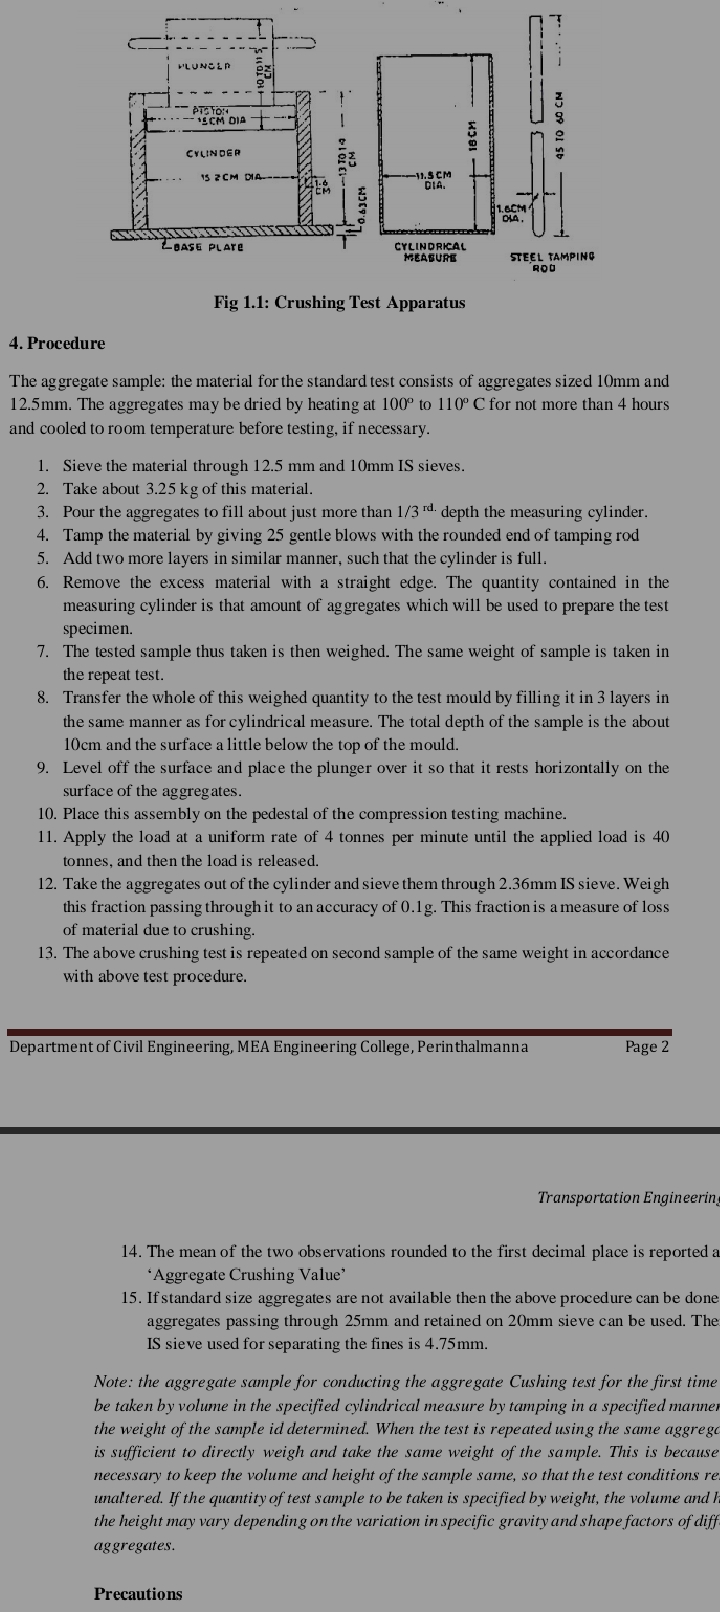 PLUNGER
10 TO 11.5 CM
PISTON
15CM DIA
CYLINDER
15 2CM DIA
1.6 CM
13 TO 14 CM
0.63CM
BASE PLATE
18 CM
11.5CM DIA.
CYLINDRICAL MEASURE
45 TO 60 CM
1.6CM DIA.
STEEL TAMPING ROD
Fig 1.1: Crushing Test Apparatus
4. Procedure
The aggregate sample: the material for the standard test consists of aggregates sized 10mm and
12.5mm. The aggregates may be dried by heating at 100º to 110º C for not more than 4 hours
and cooled to room temperature before testing, if necessary.
1. Sieve the material through 12.5 mm and 10mm IS sieves.
2. Take about 3.25 kg of this material.
3. Pour the aggregates to fill about just more than 1/3 rd. depth the measuring cylinder.
4. Tamp the material by giving 25 gentle blows with the rounded end of tamping rod
5. Add two more layers in similar manner, such that the cylinder is full.
6. Remove the excess material with a straight edge. The quantity contained in the
measuring cylinder is that amount of aggregates which will be used to prepare the test
specimen.
7. The tested sample thus taken is then weighed. The same weight of sample is taken in
the repeat test.
8. Transfer the whole of this weighed quantity to the test mould by filling it in 3 layers in
the same manner as for cylindrical measure. The total depth of the sample is the about
10cm and the surface a little below the top of the mould.
9. Level off the surface and place the plunger over it so that it rests horizontally on the
surface of the aggregates.
10. Place this assembly on the pedestal of the compression testing machine.
11. Apply the load at a uniform rate of 4 tonnes per minute until the applied load is 40
tonnes, and then the load is released.
12. Take the aggregates out of the cylinder and sieve them through 2.36mm IS sieve. Weigh
this fraction passing through it to an accuracy of 0.1g. This fraction is a measure of loss
of material due to crushing.
13. The above crushing test is repeated on second sample of the same weight in accordance
with above test procedure.
Department of Civil Engineering, MEA Engineering College, Perinthalmanna Page 2
Transportation Engineering
14. The mean of the two observations rounded to the first decimal place is reported a
‘Aggregate Crushing Value’
15. If standard size aggregates are not available then the above procedure can be done
aggregates passing through 25mm and retained on 20mm sieve can be used. The
IS sieve used for separating the fines is 4.75mm.
Note: the aggregate sample for conducting the aggregate Cushing test for the first time
be taken by volume in the specified cylindrical measure by tamping in a specified manner
the weight of the sample id determined. When the test is repeated using the same aggrega
is sufficient to directly weigh and take the same weight of the sample. This is because
necessary to keep the volume and height of the sample same, so that the test conditions re
unaltered. If the quantity of test sample to be taken is specified by weight, the volume and h
the height may vary depending on the variation in specific gravity and shape factors of diff
aggregates.
Precautions